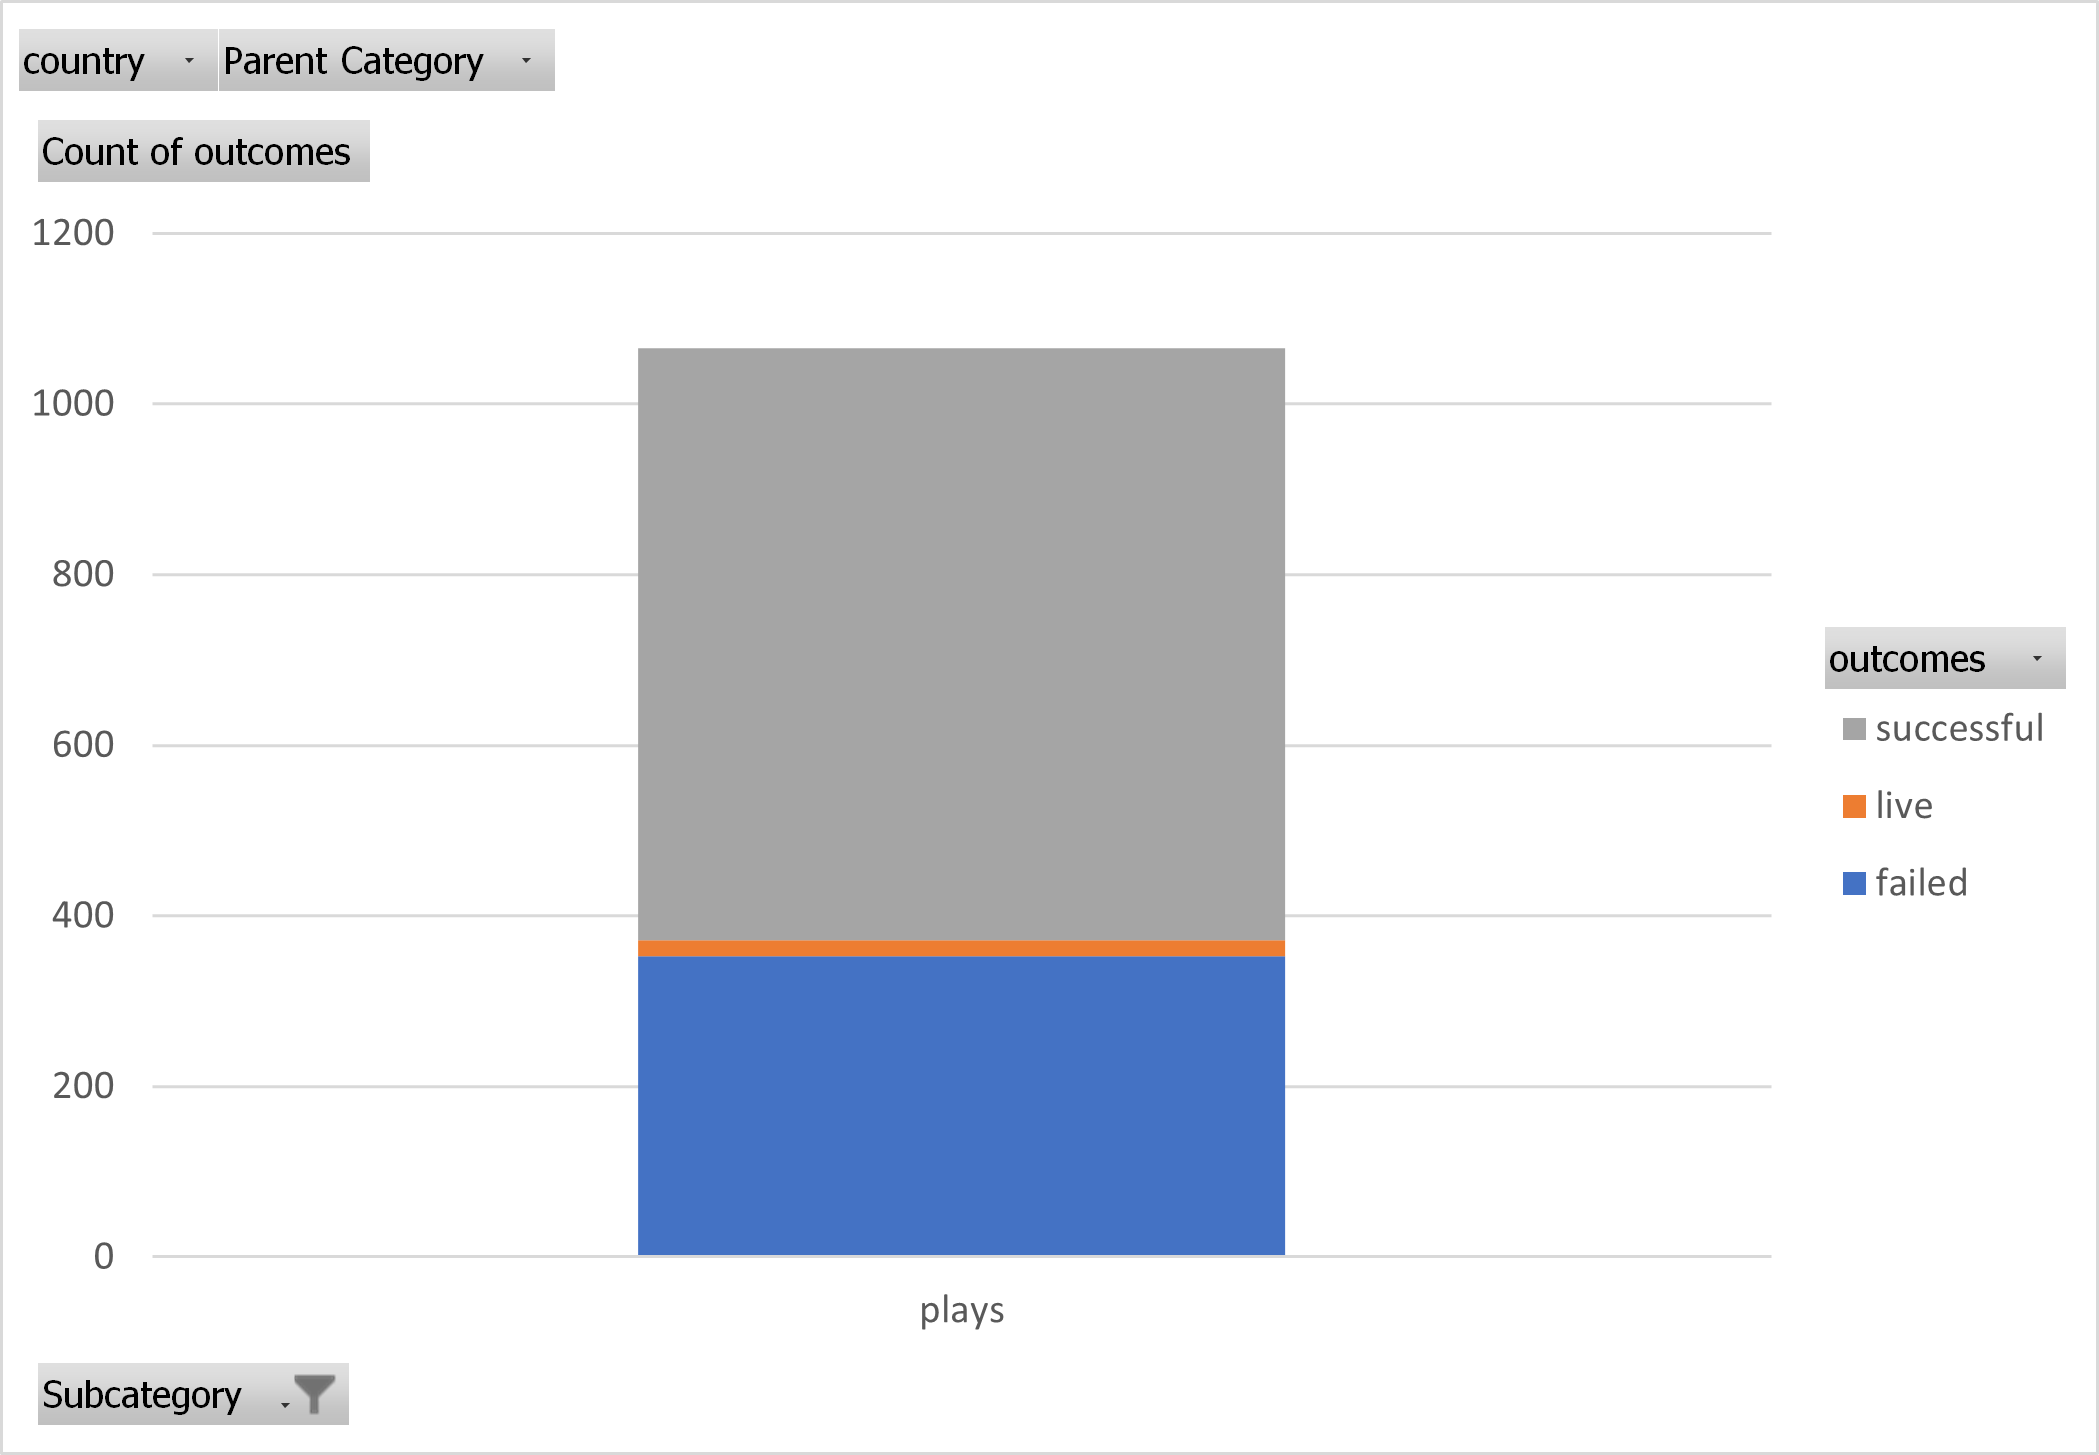 country Parent Category
Count of outcomes
1200
1000
800
600
400
200
0
plays
outcomes
successful
live
failed
Subcategory